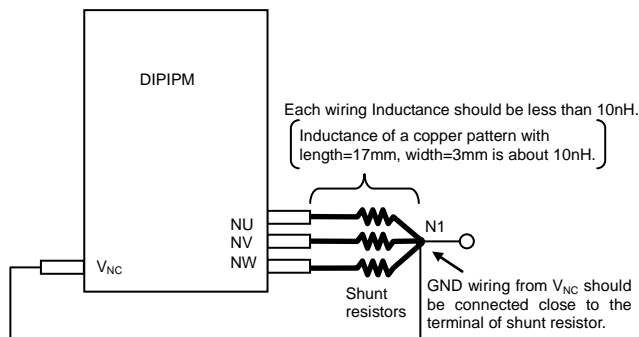 DIPIPM
Each wiring Inductance should be less than 10nH.
Inductance of a copper pattern with
length=17mm, width=3mm is about 10nH.
NU
NV
NW
N1
VNC
Shunt
resistors
GND wiring from VNC should
be connected close to the
terminal of shunt resistor.